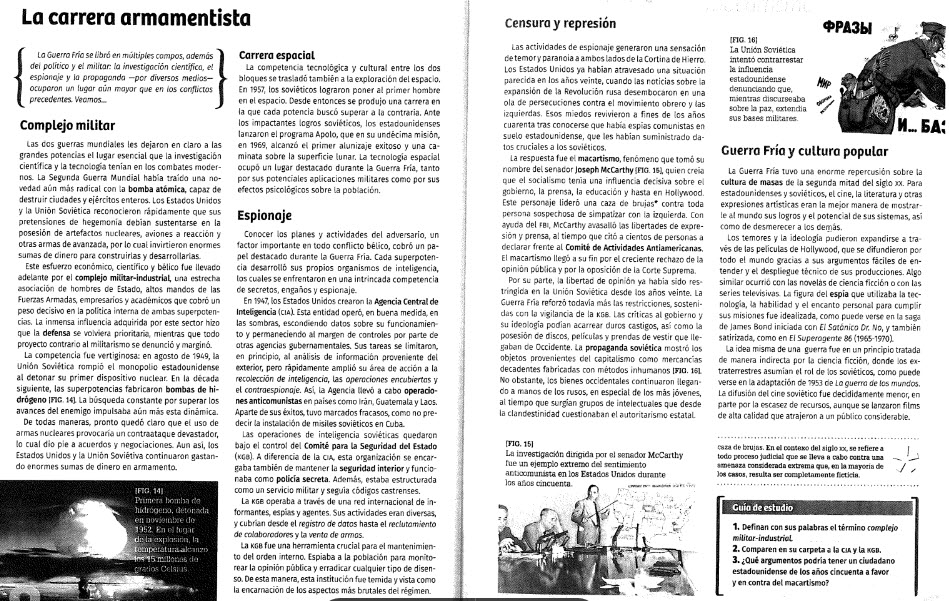 La carrera armamentista
La Guerra Fría se libró en múltiples campos, además
del político y el militar: la investigación científica, el
espionaje y la propaganda —por diversos medios—
ocuparon un lugar aún mayor que en los conflictos
precedentes. Veamos...
Complejo militar
Las dos guerras mundiales les dejaron en claro a las
grandes potencias el lugar esencial que la investigación
científica y la tecnología tenían en los combates moder-
nos. La Segunda Guerra Mundial había traído una no-
vedad aún más radical con la bomba atómica, capaz de
destruir ciudades y ejércitos enteros. Los Estados Unidos
y la Unión Soviética reconocieron rápidamente que sus
pretensiones de hegemonía debían sustentarse en la
posesión de artefactos nucleares, aviones a reacción y
otras armas de avanzada, por lo cual invirtieron enormes
sumas de dinero para construirlas y desarrollarlas.
Este esfuerzo económico, científico y bélico fue llevado
adelante por el complejo militar-industrial, una estrecha
asociación de hombres de Estado, altos mandos de las
Fuerzas Armadas, empresarios y académicos que cobró un
peso decisivo en la política interna de ambas superpoten-
cias. La inmensa influencia adquirida por este sector hizo
que la defensa se volviera prioritaria, mientras que todo
proyecto contrario al militarismo se denunció y marginó.
La competencia fue vertiginosa: en agosto de 1949, la
Unión Soviética rompió el monopolio estadounidense
al detonar su primer dispositivo nuclear. En la década
siguiente, las superpotencias fabricaron bombas de hi-
drógeno [FIG. 14]. La búsqueda constante por superar los
avances del enemigo impulsaba aún más esta dinámica.
De todas maneras, pronto quedó claro que el uso de
armas nucleares provocaría un contraataque devastador,
lo cual dio pie a acuerdos y negociaciones. Aun así, los
Estados Unidos y la Unión Soviética continuaron gastan-
do enormes sumas de dinero en armamento.
[FIG. 14]
Primera bomba de
hidrógeno, detonada
en noviembre de
1952. En el lugar
de la explosión, la
temperatura alcanzó
los 15 millones de
grados Celsius.
Carrera espacial
La competencia tecnológica y cultural entre los dos
bloques se trasladó también a la exploración del espacio.
En 1957, los soviéticos lograron poner al primer hombre
en el espacio. Desde entonces se produjo una carrera en
la que cada potencia buscó superar a la contraria. Ante
los impactantes logros soviéticos, los estadounidenses
lanzaron el programa Apolo, que en su undécima misión,
en 1969, alcanzó el primer alunizaje exitoso y una ca-
minata sobre la superficie lunar. La tecnología espacial
ocupó un lugar destacado durante la Guerra Fría, tanto
por sus potenciales aplicaciones militares como por sus
efectos psicológicos sobre la población.
Espionaje
Conocer los planes y actividades del adversario, un
factor importante en todo conflicto bélico, cobró un pa-
pel destacado durante la Guerra Fría. Cada superpoten-
cia desarrolló sus propios organismos de inteligencia,
los cuales se enfrentaron en una intrincada competencia
de secretos, engaños y espionaje.
En 1947, los Estados Unidos crearon la Agencia Central de
Inteligencia (CIA). Esta entidad operó, en buena medida, en
las sombras, escondiendo datos sobre su funcionamien-
to y permaneciendo al margen de controles por parte de
otras agencias gubernamentales. Sus tareas se limitaron,
en principio, al análisis de información proveniente del
exterior, pero rápidamente amplió su área de acción a la
recolección de inteligencia, las operaciones encubiertas y
el contraespionaje. Así, la Agencia llevó a cabo operacio-
nes anticomunistas en países como Irán, Guatemala y Laos.
Aparte de sus éxitos, tuvo marcados fracasos, como no pre-
decir la instalación de misiles soviéticos en Cuba.
Las operaciones de inteligencia soviéticas quedaron
bajo el control del Comité para la Seguridad del Estado
(KGB). A diferencia de la CIA, esta organización se encar-
gaba también de mantener la seguridad interior y funcio-
naba como policía secreta. Además, estaba estructurada
como un servicio militar y seguía códigos castrenses.
La KGB operaba a través de una red internacional de in-
formantes, espías y agentes. Sus actividades eran diversas,
y cubrían desde el registro de datos hasta el reclutamiento
de colaboradores y la venta de armas.
La KGB fue una herramienta crucial para el mantenimien-
to del orden interno. Espiaba a la población para monito-
rear la opinión pública y erradicar cualquier tipo de disen-
so. De esta manera, esta institución fue temida y vista como
la encarnación de los aspectos más brutales del régimen.
Censura y represión
Las actividades de espionaje generaron una sensación
de temor y paranoia a ambos lados de la Cortina de Hierro.
Los Estados Unidos ya habían atravesado una situación
parecida en los años veinte, cuando las noticias sobre la
expansión de la Revolución rusa desembocaron en una
ola de persecuciones contra el movimiento obrero y las
izquierdas. Esos miedos revivieron a fines de los años
cuarenta tras conocerse que había espías comunistas en
suelo estadounidense, que les habían suministrado da-
tos cruciales a los soviéticos.
La respuesta fue el macartismo, fenómeno que tomó su
nombre del senador Joseph McCarthy [FIG. 15], quien creía
que el socialismo tenía una influencia decisiva sobre el
gobierno, la prensa, la educación y hasta en Hollywood.
Este personaje lideró una caza de brujas* contra toda
persona sospechosa de simpatizar con la izquierda. Con
ayuda del FBI, McCarthy avasalló las libertades de expre-
sión y prensa, al tiempo que citó a cientos de personas a
declarar frente al Comité de Actividades Antiamericanas.
El macartismo llegó a su fin por el creciente rechazo de la
opinión pública y por la oposición de la Corte Suprema.
Por su parte, la libertad de opinión ya había sido res-
tringida en la Unión Soviética desde los años veinte. La
Guerra Fría reforzó todavía más las restricciones, sosteni-
das con la vigilancia de la KGB. Las críticas al gobierno y
su ideología podían acarrear duros castigos, así como la
posesión de discos, películas y prendas de vestir que lle-
gaban de Occidente. La propaganda soviética mostró los
objetos provenientes del capitalismo como mercancías
decadentes fabricadas con métodos inhumanos [FIG. 16].
No obstante, los bienes occidentales continuaron llegan-
do a manos de los rusos, en especial de los más jóvenes,
al tiempo que surgían grupos de intelectuales que desde
la clandestinidad cuestionaban el autoritarismo estatal.
[FIG. 15]
La investigación dirigida por el senador McCarthy
fue un ejemplo extremo del sentimiento
anticomunista en los Estados Unidos durante
los años cincuenta.
[FIG. 16]
La Unión Soviética
intentó contrarrestar
la influencia
estadounidense
denunciando que,
mientras discurseaba
sobre la paz, extendía
sus bases militares.
ФРАЗЫ
МИР
И... БАЗ
Guerra Fría y cultura popular
La Guerra Fría tuvo una enorme repercusión sobre la
cultura de masas de la segunda mitad del siglo XX. Para
estadounidenses y soviéticos, el cine, la literatura y otras
expresiones artísticas eran la mejor manera de mostrar-
le al mundo sus logros y el potencial de sus sistemas, así
como de desmerecer a los demás.
Los temores y la ideología pudieron expandirse a tra-
vés de las películas de Hollywood, que se difundieron por
todo el mundo gracias a sus argumentos fáciles de en-
tender y el despliegue técnico de sus producciones. Algo
similar ocurrió con las novelas de ciencia ficción o con las
series televisivas. La figura del espía que utilizaba la tec-
nología, la habilidad y el encanto personal para cumplir
sus misiones fue idealizada, como puede verse en la saga
de James Bond iniciada con El Satánico Dr. No, y también
satirizada, como en El Superagente 86 (1965-1970).
La idea misma de una guerra fue en un principio tratada
de manera indirecta por la ciencia ficción, donde los ex-
traterrestres asumían el rol de los soviéticos, como puede
verse en la adaptación de 1953 de La guerra de los mundos.
La difusión del cine soviético fue decididamente menor, en
parte por la escasez de recursos, aunque se lanzaron films
de alta calidad que atrajeron a un público considerable.
caza de brujas. En el contexto del siglo XX, se refiere a
todo proceso judicial que se lleva a cabo contra una
amenaza considerada extrema que, en la mayoría de
los casos, resulta ser completamente ficticia.
Guía de estudio
1. Definan con sus palabras el término complejo
militar-industrial.
2. Comparen en su carpeta a la CIA y la KGB.
3. ¿Qué argumentos podría tener un ciudadano
estadounidense de los años cincuenta a favor
y en contra del macartismo?